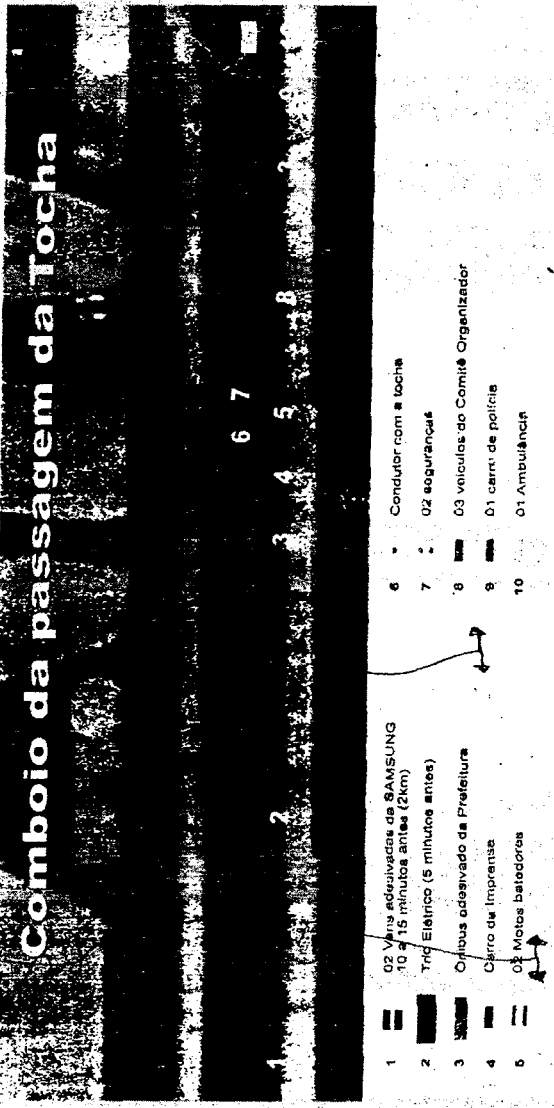 Comboio da passagem da Tocha
1
2
3
4
5
6
7
8
9
1 02 Vans adesivadas da SAMSUNG
10 a 15 minutos antes (2km)
2 Trio Elétrico (5 minutos antes)
3 Ônibus adesivado da Prefeitura
4 Carro da Imprensa
5 02 Motos batedores
6 Condutor com a tocha
7 02 seguranças
8 03 veículos do Comitê Organizador
9 01 carro de polícia
10 01 Ambulância